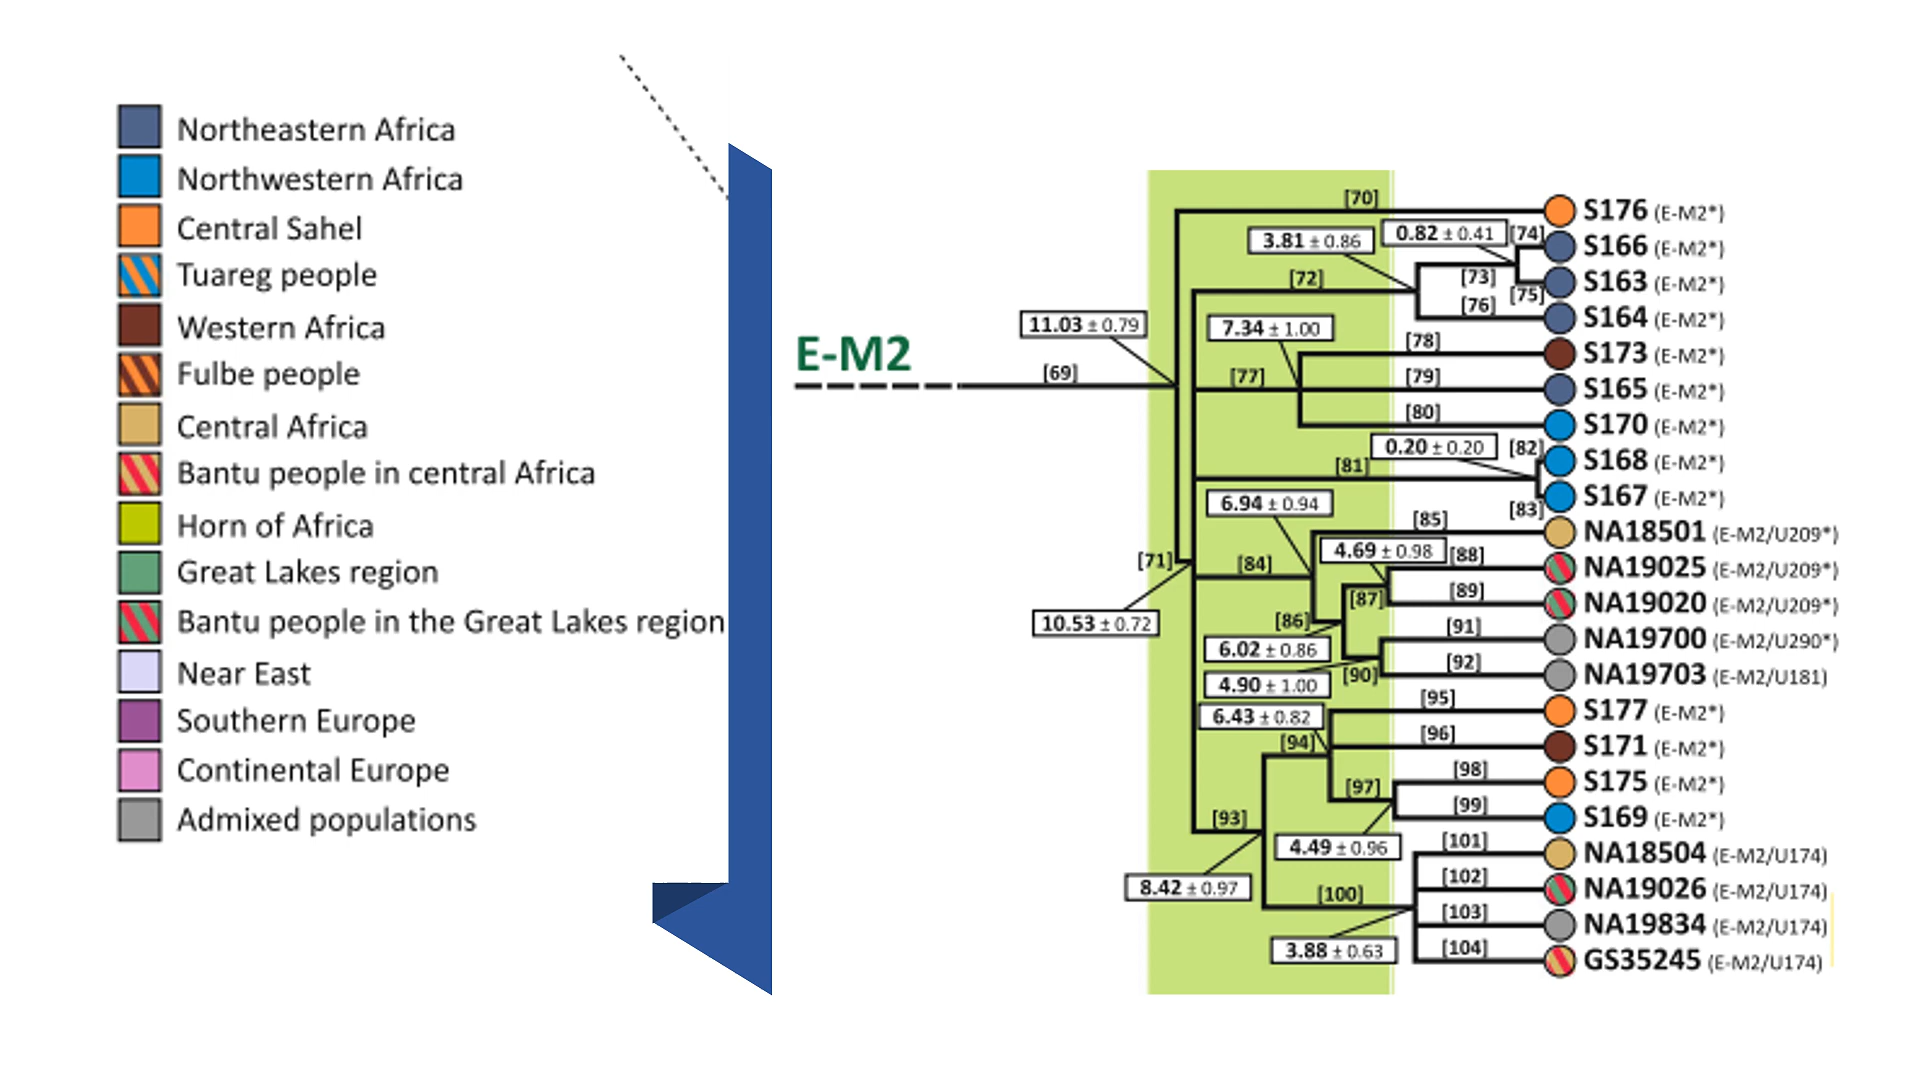 Northeastern Africa
Northwestern Africa
Central Sahel
Tuareg people
Western Africa
Fulbe people
Central Africa
Bantu people in central Africa
Horn of Africa
Great Lakes region
Bantu people in the Great Lakes region
Near East
Southern Europe
Continental Europe
Admixed populations
E-M2
[69]
11.03 ± 0.79
[70]
S176 (E-M2*)
3.81 ± 0.86
0.82 ± 0.41
[74]
S166 (E-M2*)
[72]
[73]
S163 (E-M2*)
[75]
[76]
S164 (E-M2*)
7.34 ± 1.00
[78]
S173 (E-M2*)
[77]
[79]
S165 (E-M2*)
[80]
S170 (E-M2*)
0.20 ± 0.20
[82]
S168 (E-M2*)
[81]
S167 (E-M2*)
[83]
6.94 ± 0.94
[85]
NA18501 (E-M2/U209*)
4.69 ± 0.98
[88]
NA19025 (E-M2/U209*)
[71]
[84]
[87]
[89]
NA19020 (E-M2/U209*)
10.53 ± 0.72
[86]
[91]
NA19700 (E-M2/U290*)
6.02 ± 0.86
[90]
[92]
NA19703 (E-M2/U181)
4.90 ± 1.00
[95]
S177 (E-M2*)
6.43 ± 0.82
[94]
[96]
S171 (E-M2*)
[98]
S175 (E-M2*)
[97]
[99]
S169 (E-M2*)
[93]
4.49 ± 0.96
[101]
NA18504 (E-M2/U174)
8.42 ± 0.97
[100]
[102]
NA19026 (E-M2/U174)
[103]
NA19834 (E-M2/U174)
3.88 ± 0.63
[104]
GS35245 (E-M2/U174)